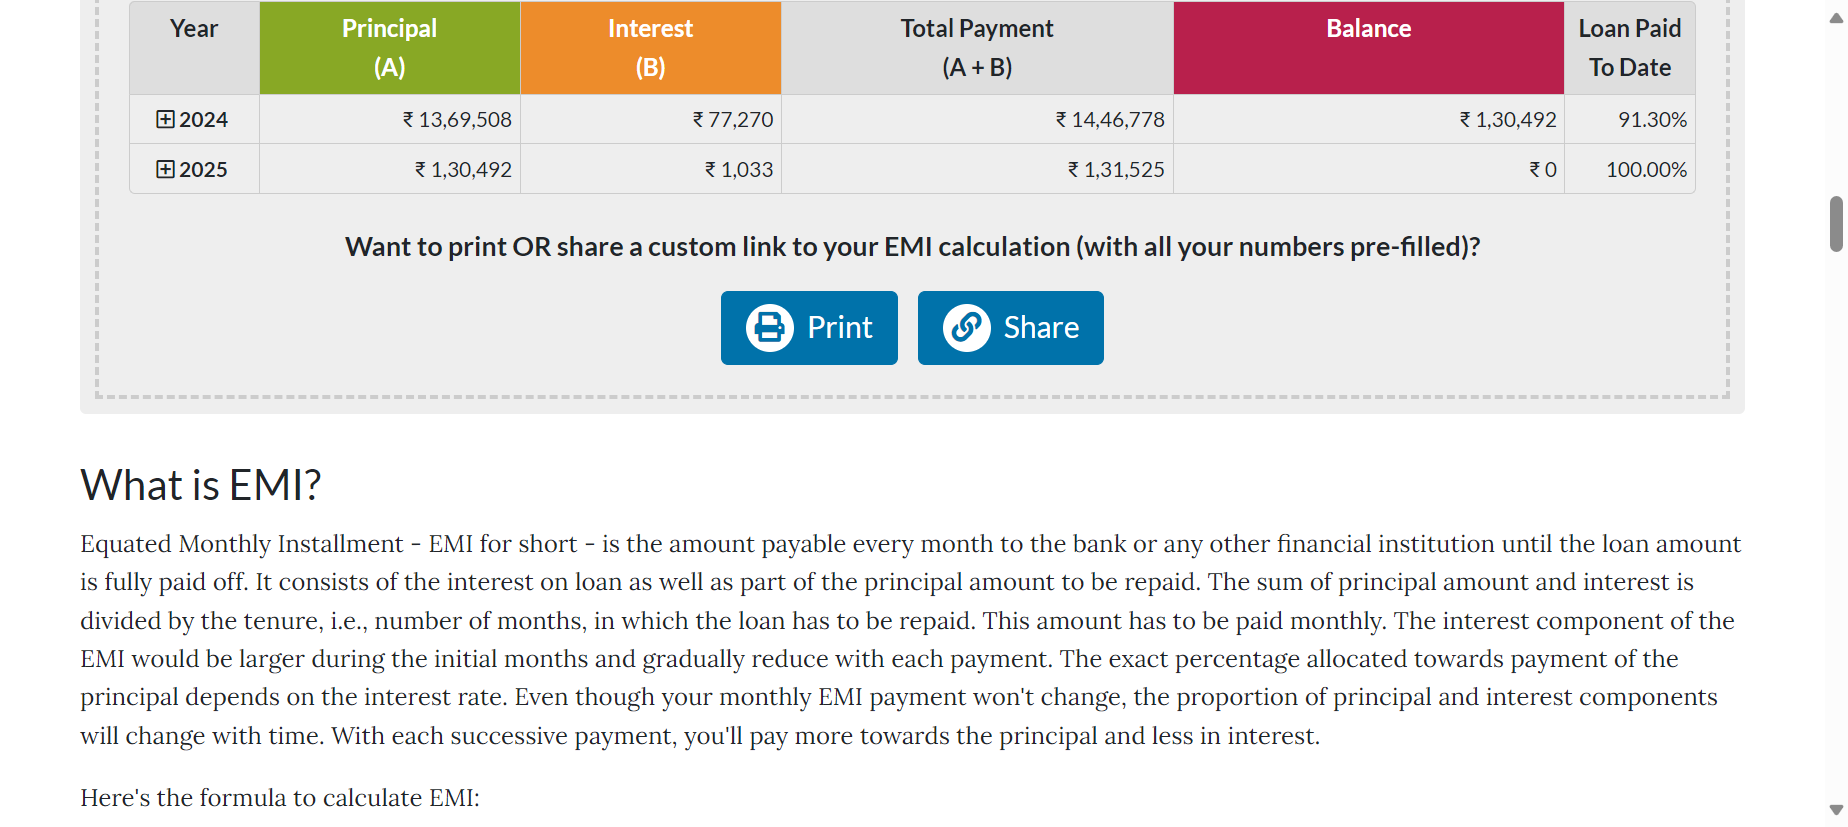 Year Principal Interest Total Payment Balance Loan Paid
(A) (B) (A + B) To Date
2024 ₹ 13,69,508 ₹ 77,270 ₹ 14,46,778 ₹ 1,30,492 91.30%
2025 ₹ 1,30,492 ₹ 1,033 ₹ 1,31,525 ₹ 0 100.00%
Want to print OR share a custom link to your EMI calculation (with all your numbers pre-filled)?
Print Share
What is EMI?
Equated Monthly Installment - EMI for short - is the amount payable every month to the bank or any other financial institution until the loan amount
is fully paid off. It consists of the interest on loan as well as part of the principal amount to be repaid. The sum of principal amount and interest is
divided by the tenure, i.e., number of months, in which the loan has to be repaid. This amount has to be paid monthly. The interest component of the
EMI would be larger during the initial months and gradually reduce with each payment. The exact percentage allocated towards payment of the
principal depends on the interest rate. Even though your monthly EMI payment won't change, the proportion of principal and interest components
will change with time. With each successive payment, you'll pay more towards the principal and less in interest.
Here's the formula to calculate EMI: